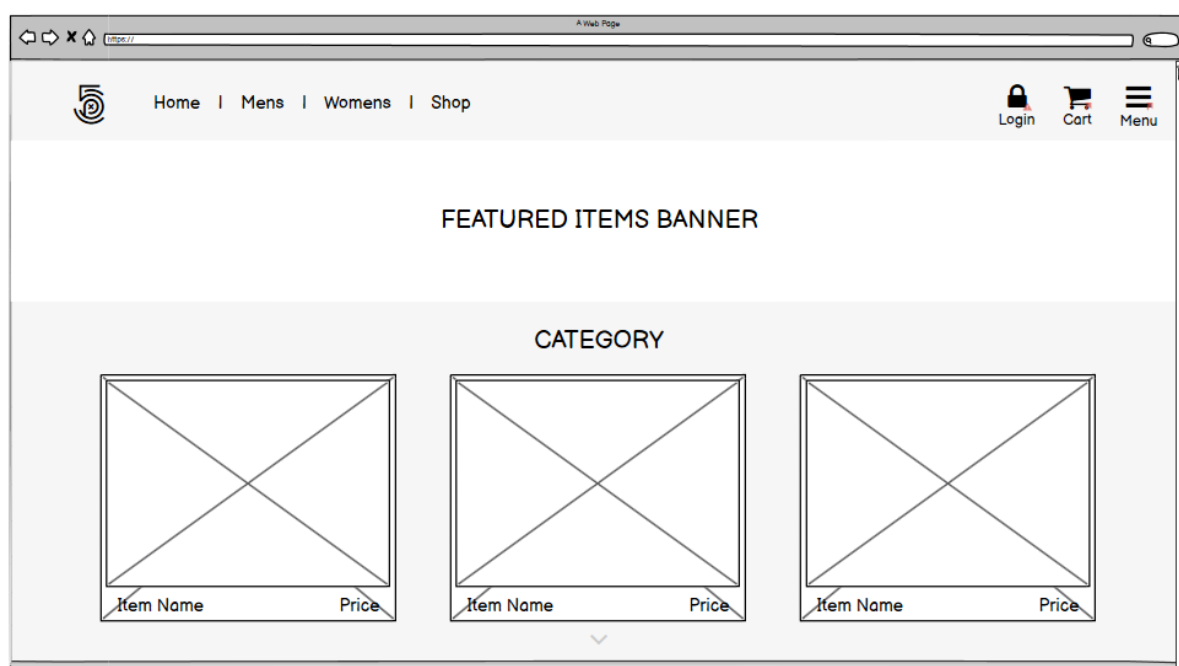 A Web Page
https://
5
Home | Mens | Womens | Shop
Login Cart Menu
FEATURED ITEMS BANNER
CATEGORY
Item Name Price Item Name Price Item Name Price